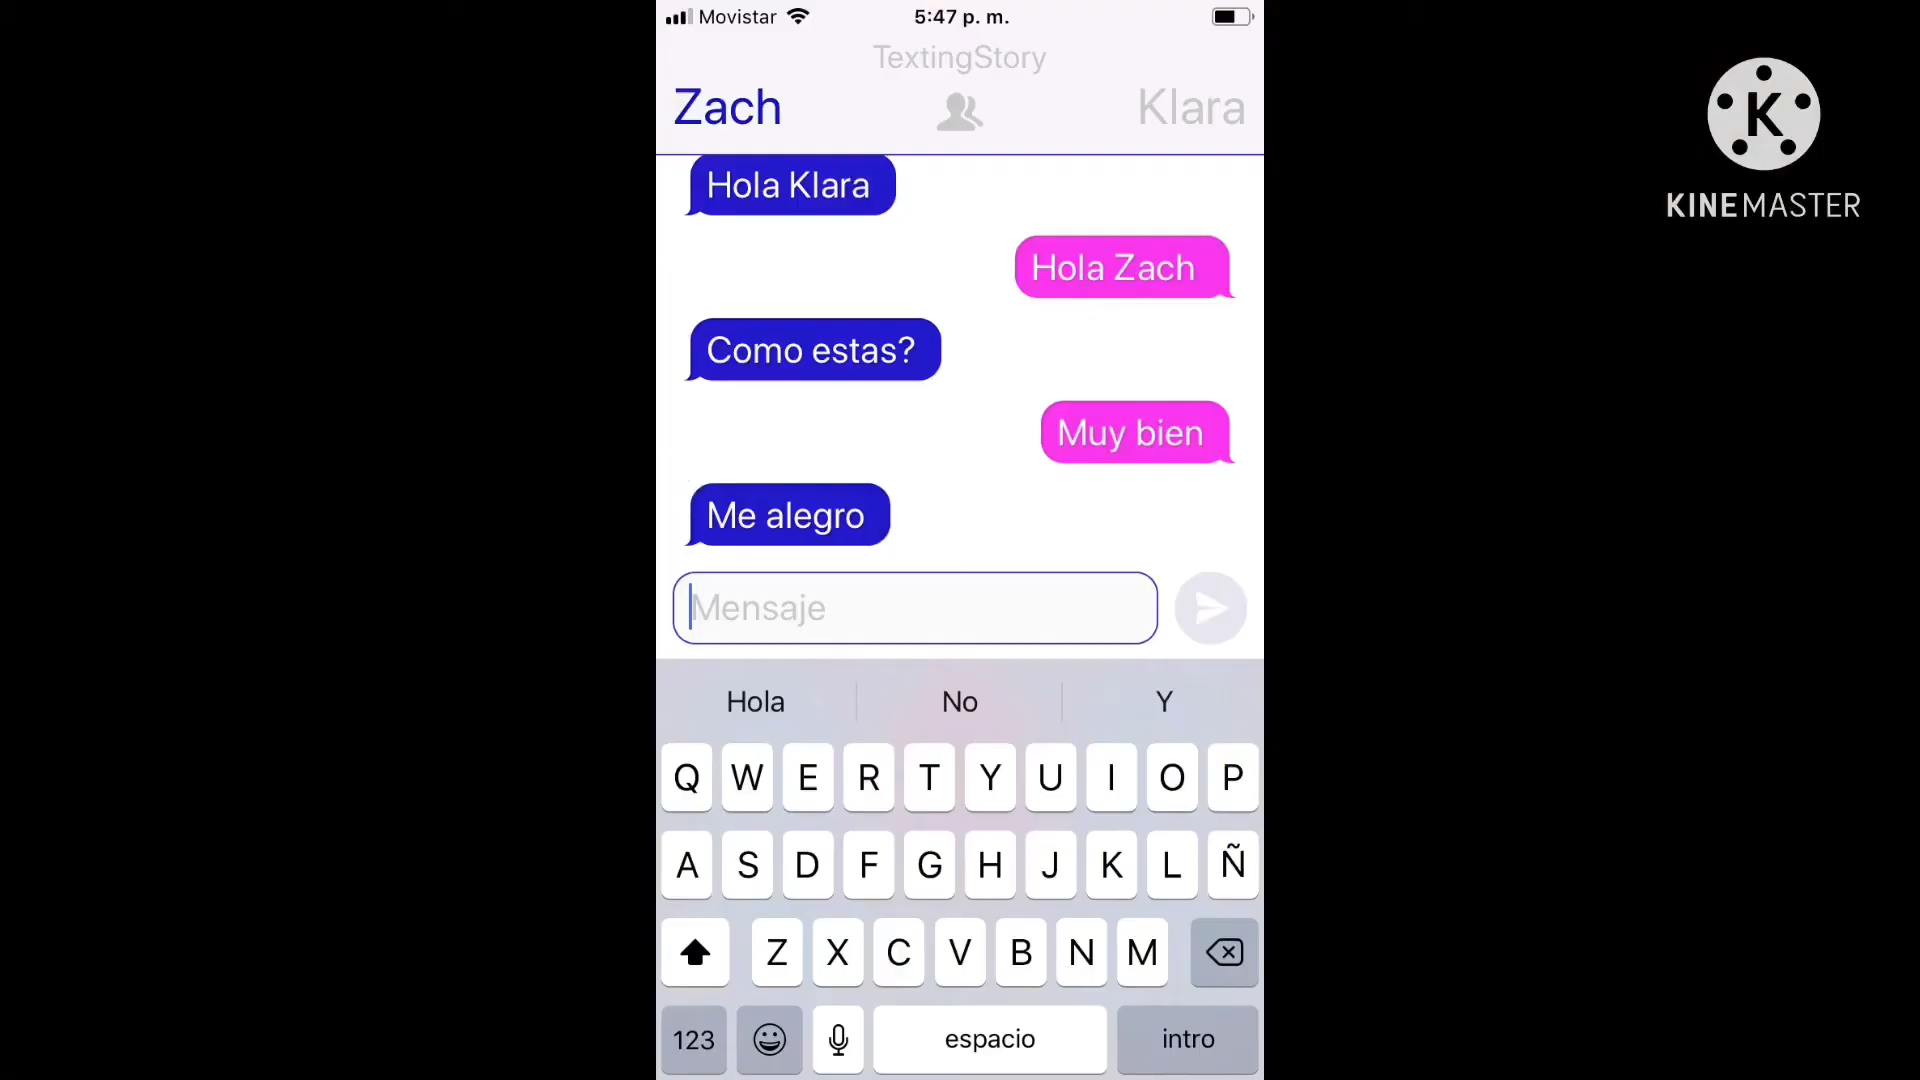 Movistar 5:47 p. m.
TextingStory
Zach Klara
Hola Klara
Hola Zach
Como estas?
Muy bien
Me alegro
Mensaje
Hola No Y
Q W E R T Y U I O P
A S D F G H J K L Ñ
Z X C V B N M
123 espacio intro
K
KINEMASTER